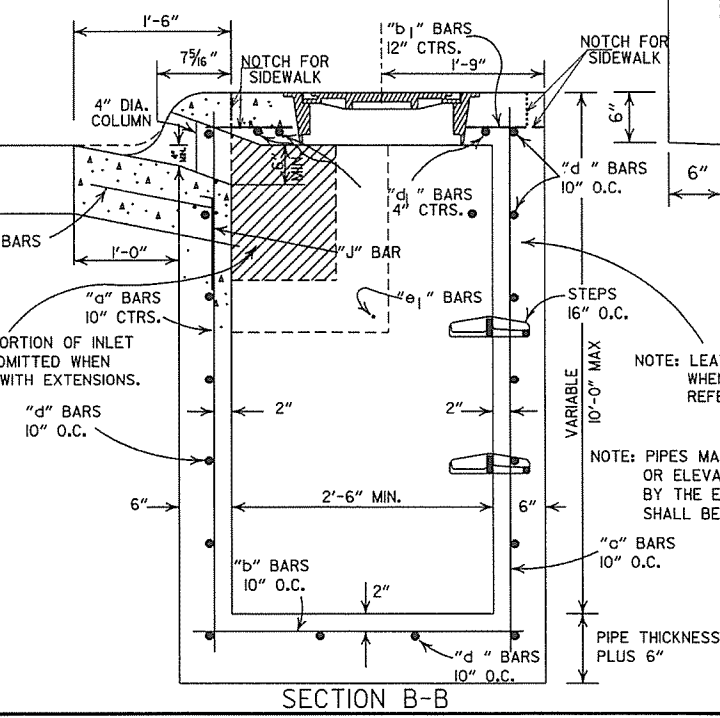 1'-6"
7 5/16"
NOTCH FOR
SIDEWALK
4" DIA.
COLUMN
"b1" BARS
12" CTRS.
1'-9"
NOTCH FOR
SIDEWALK
6"
6"
"d" BARS
10" O.C.
6"
MIN.
"d1" BARS
4" CTRS.
BARS
1'-0"
"J" BAR
"a" BARS
10" CTRS.
"e1" BARS
STEPS
16" O.C.
ORTION OF INLET
OMITTED WHEN
WITH EXTENSIONS.
VARIABLE
10'-0" MAX
NOTE: LEA
WHEN
REFE
"d" BARS
10" O.C.
2"
2"
NOTE: PIPES MA
OR ELEVA
BY THE E
SHALL BE
6"
2'-6" MIN.
6"
"a" BARS
10" O.C.
"b" BARS
10" O.C.
2"
PIPE THICKNESS
PLUS 6"
"d " BARS
10" O.C.
SECTION B-B